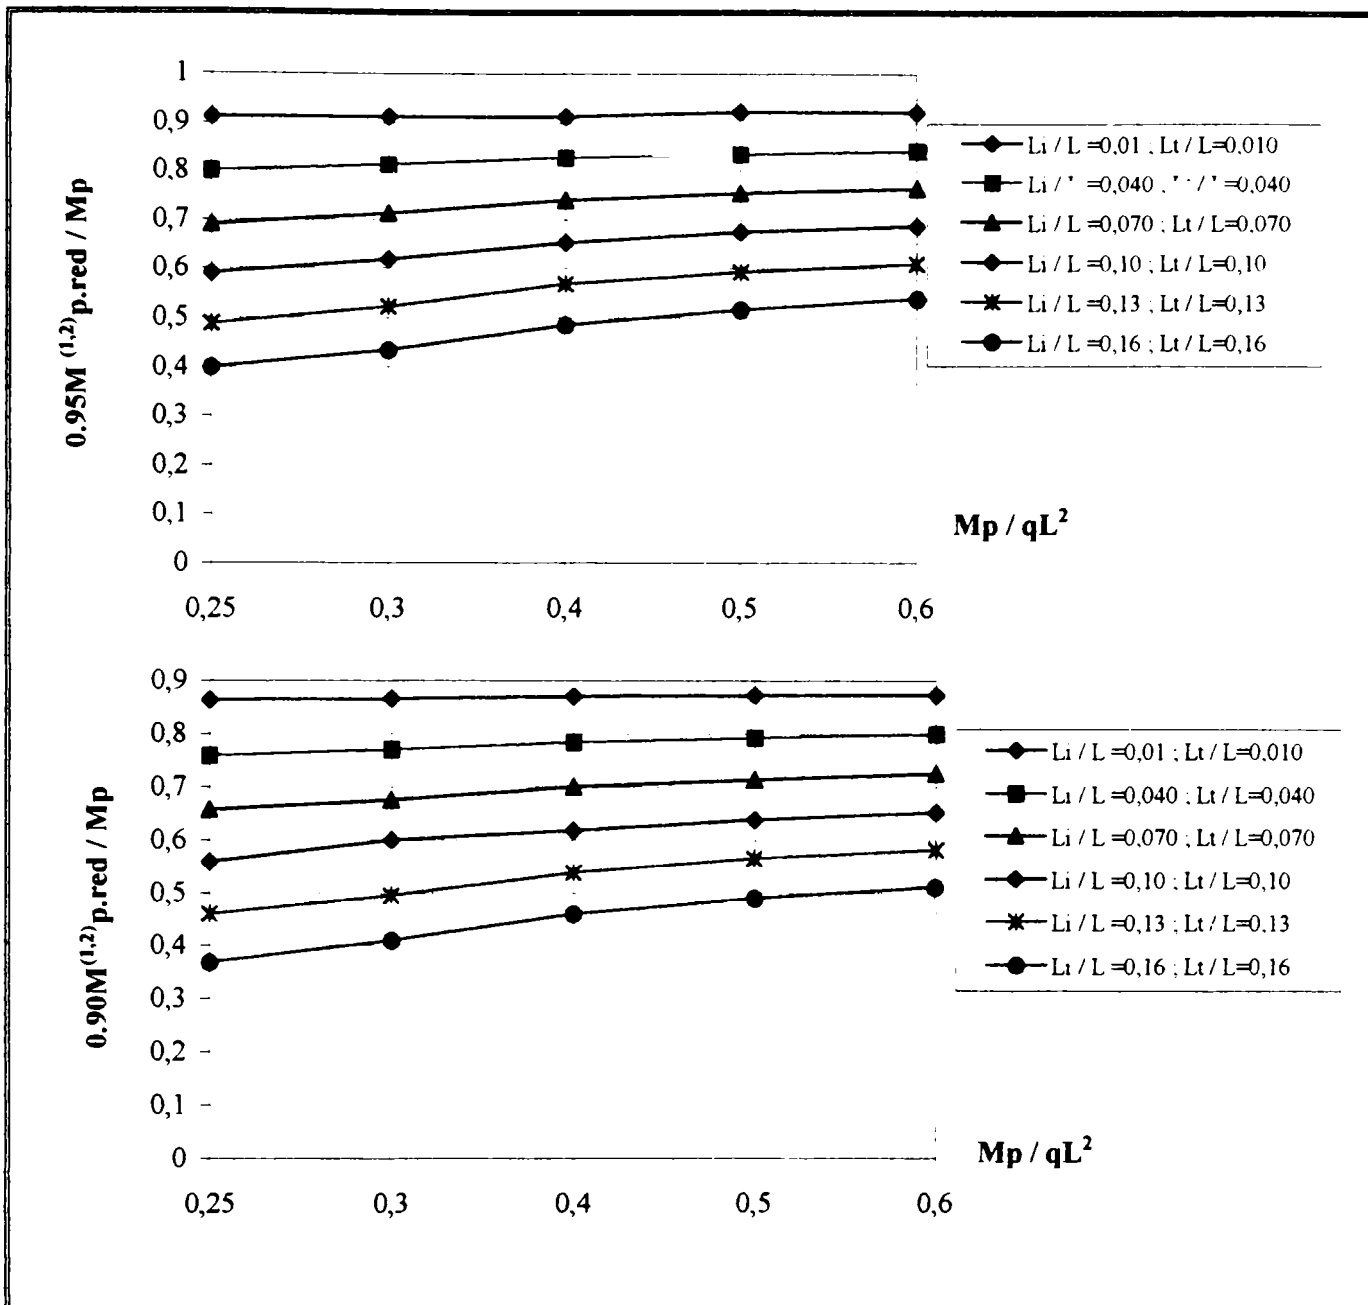 1
0,9
0,8
0,7
0,6
0,5
0,4
0,3
0,2
0,1
0
0.95M (1,2) p.red / Mp
0,25 0,3 0,4 0,5 0,6
Mp / qL²
Li / L =0,01 ; Lt / L=0,010
Li / =0,040 , / =0,040
Li / L =0,070 ; Lt / L=0,070
Li / L =0,10 ; Lt / L=0,10
Li / L =0,13 ; Lt / L=0,13
Li / L =0,16 ; Lt / L=0,16
0,9
0,8
0,7
0,6
0,5
0,4
0,3
0,2
0,1
0
0.90M(1,2) p.red / Mp
0,25 0,3 0,4 0,5 0,6
Mp / qL²
Li / L =0,01 ; Lt / L=0,010
Li / L =0,040 ; Lt / L=0,040
Li / L =0,070 ; Lt / L=0,070
Li / L =0,10 ; Lt / L=0,10
Li / L =0,13 ; Lt / L=0,13
Li / L =0,16 ; Lt / L=0,16